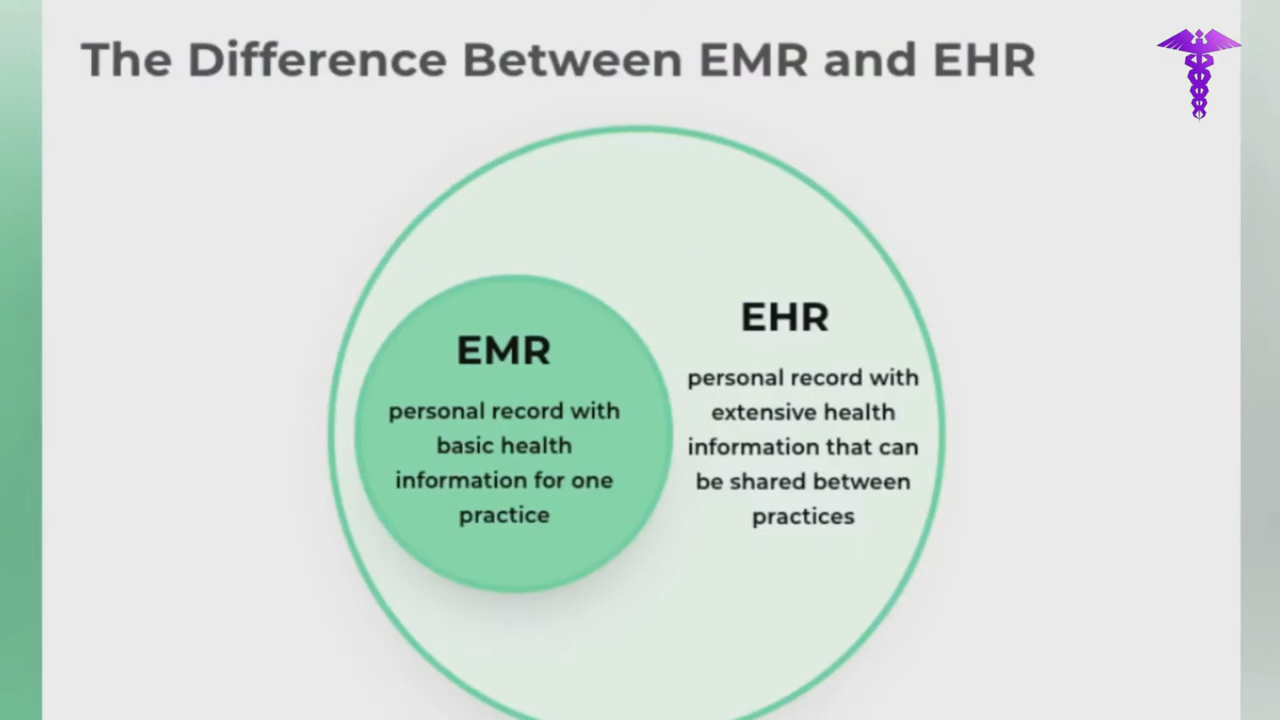 The Difference Between EMR and EHR
EMR
personal record with
basic health
information for one
practice
EHR
personal record with
extensive health
information that can
be shared between
practices